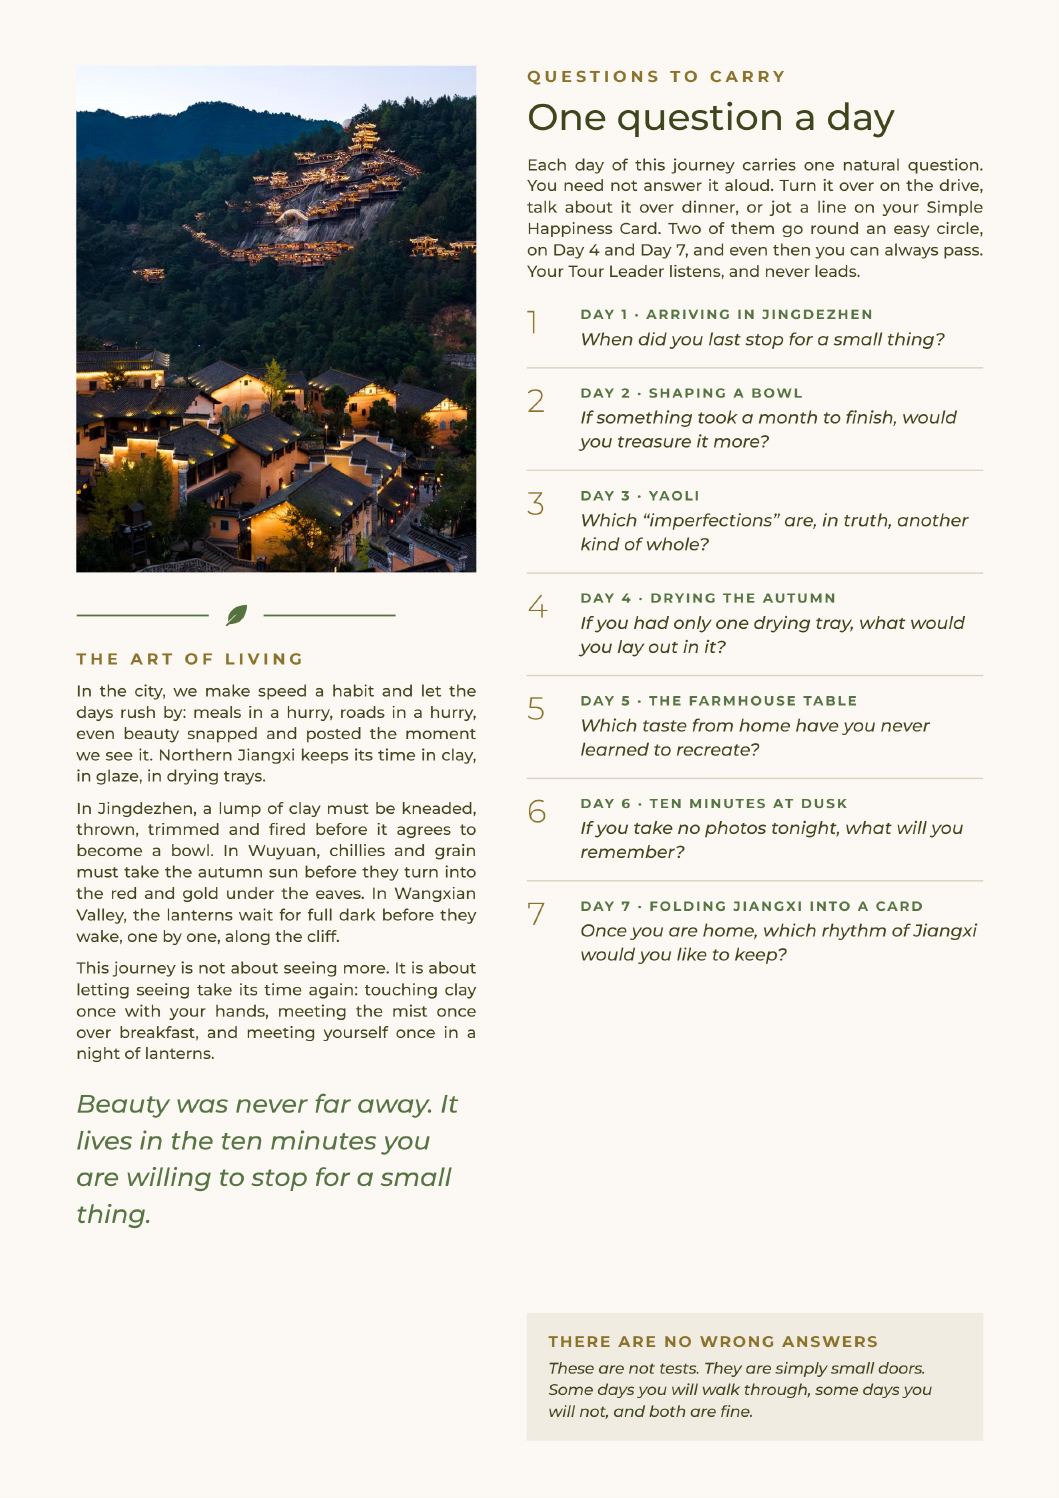 THE ART OF LIVING
In the city, we make speed a habit and let the
days rush by: meals in a hurry, roads in a hurry,
even beauty snapped and posted the moment
we see it. Northern Jiangxi keeps its time in clay,
in glaze, in drying trays.
In Jingdezhen, a lump of clay must be kneaded,
thrown, trimmed and fired before it agrees to
become a bowl. In Wuyuan, chillies and grain
must take the autumn sun before they turn into
the red and gold under the eaves. In Wangxian
Valley, the lanterns wait for full dark before they
wake, one by one, along the cliff.
This journey is not about seeing more. It is about
letting seeing take its time again: touching clay
once with your hands, meeting the mist once
over breakfast, and meeting yourself once in a
night of lanterns.
Beauty was never far away. It
lives in the ten minutes you
are willing to stop for a small
thing.
QUESTIONS TO CARRY
One question a day
Each day of this journey carries one natural question.
You need not answer it aloud. Turn it over on the drive,
talk about it over dinner, or jot a line on your Simple
Happiness Card. Two of them go round an easy circle,
on Day 4 and Day 7, and even then you can always pass.
Your Tour Leader listens, and never leads.
1 DAY 1 · ARRIVING IN JINGDEZHEN
When did you last stop for a small thing?
2 DAY 2 · SHAPING A BOWL
If something took a month to finish, would
you treasure it more?
3 DAY 3 · YAOLI
Which “imperfections” are, in truth, another
kind of whole?
4 DAY 4 · DRYING THE AUTUMN
If you had only one drying tray, what would
you lay out in it?
5 DAY 5 · THE FARMHOUSE TABLE
Which taste from home have you never
learned to recreate?
6 DAY 6 · TEN MINUTES AT DUSK
If you take no photos tonight, what will you
remember?
7 DAY 7 · FOLDING JIANGXI INTO A CARD
Once you are home, which rhythm of Jiangxi
would you like to keep?
THERE ARE NO WRONG ANSWERS
These are not tests. They are simply small doors.
Some days you will walk through, some days you
will not, and both are fine.